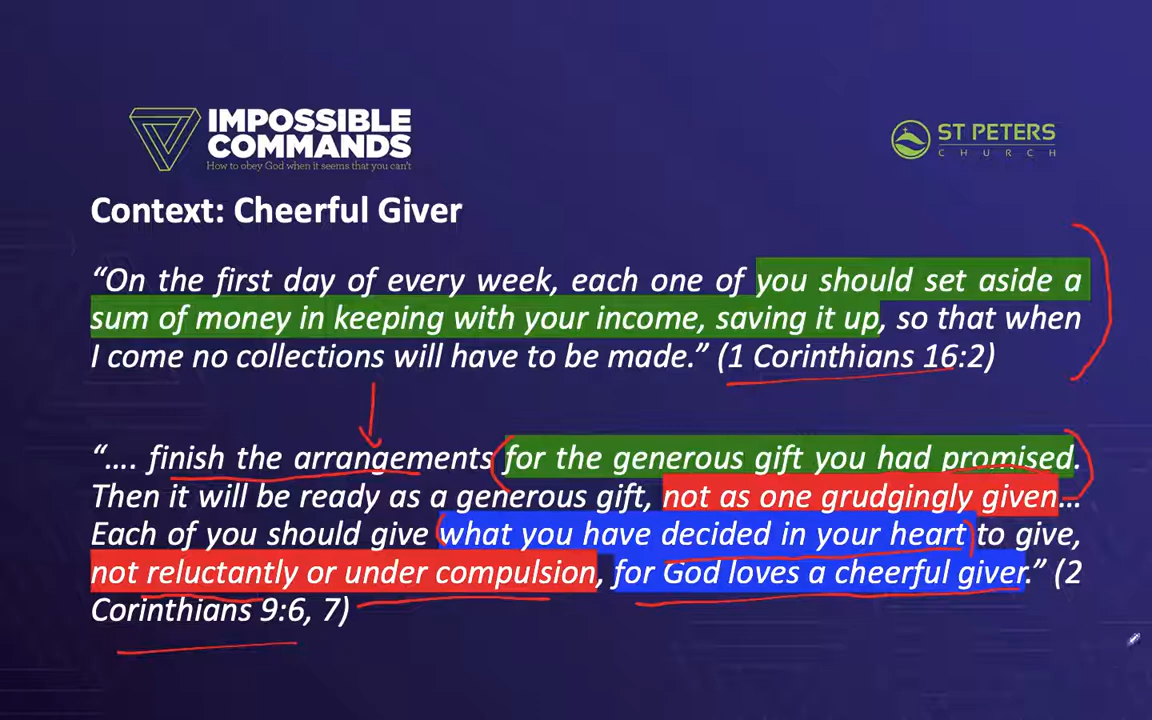 IMPOSSIBLE
COMMANDS
How to obey God when it seems that you can't
ST PETERS
CHURCH
Context: Cheerful Giver
“On the first day of every week, each one of you should set aside a
sum of money in keeping with your income, saving it up, so that when
I come no collections will have to be made.” (1 Corinthians 16:2)
“…. finish the arrangements for the generous gift you had promised.
Then it will be ready as a generous gift, not as one grudgingly given…
Each of you should give what you have decided in your heart to give,
not reluctantly or under compulsion, for God loves a cheerful giver.” (2
Corinthians 9:6, 7)